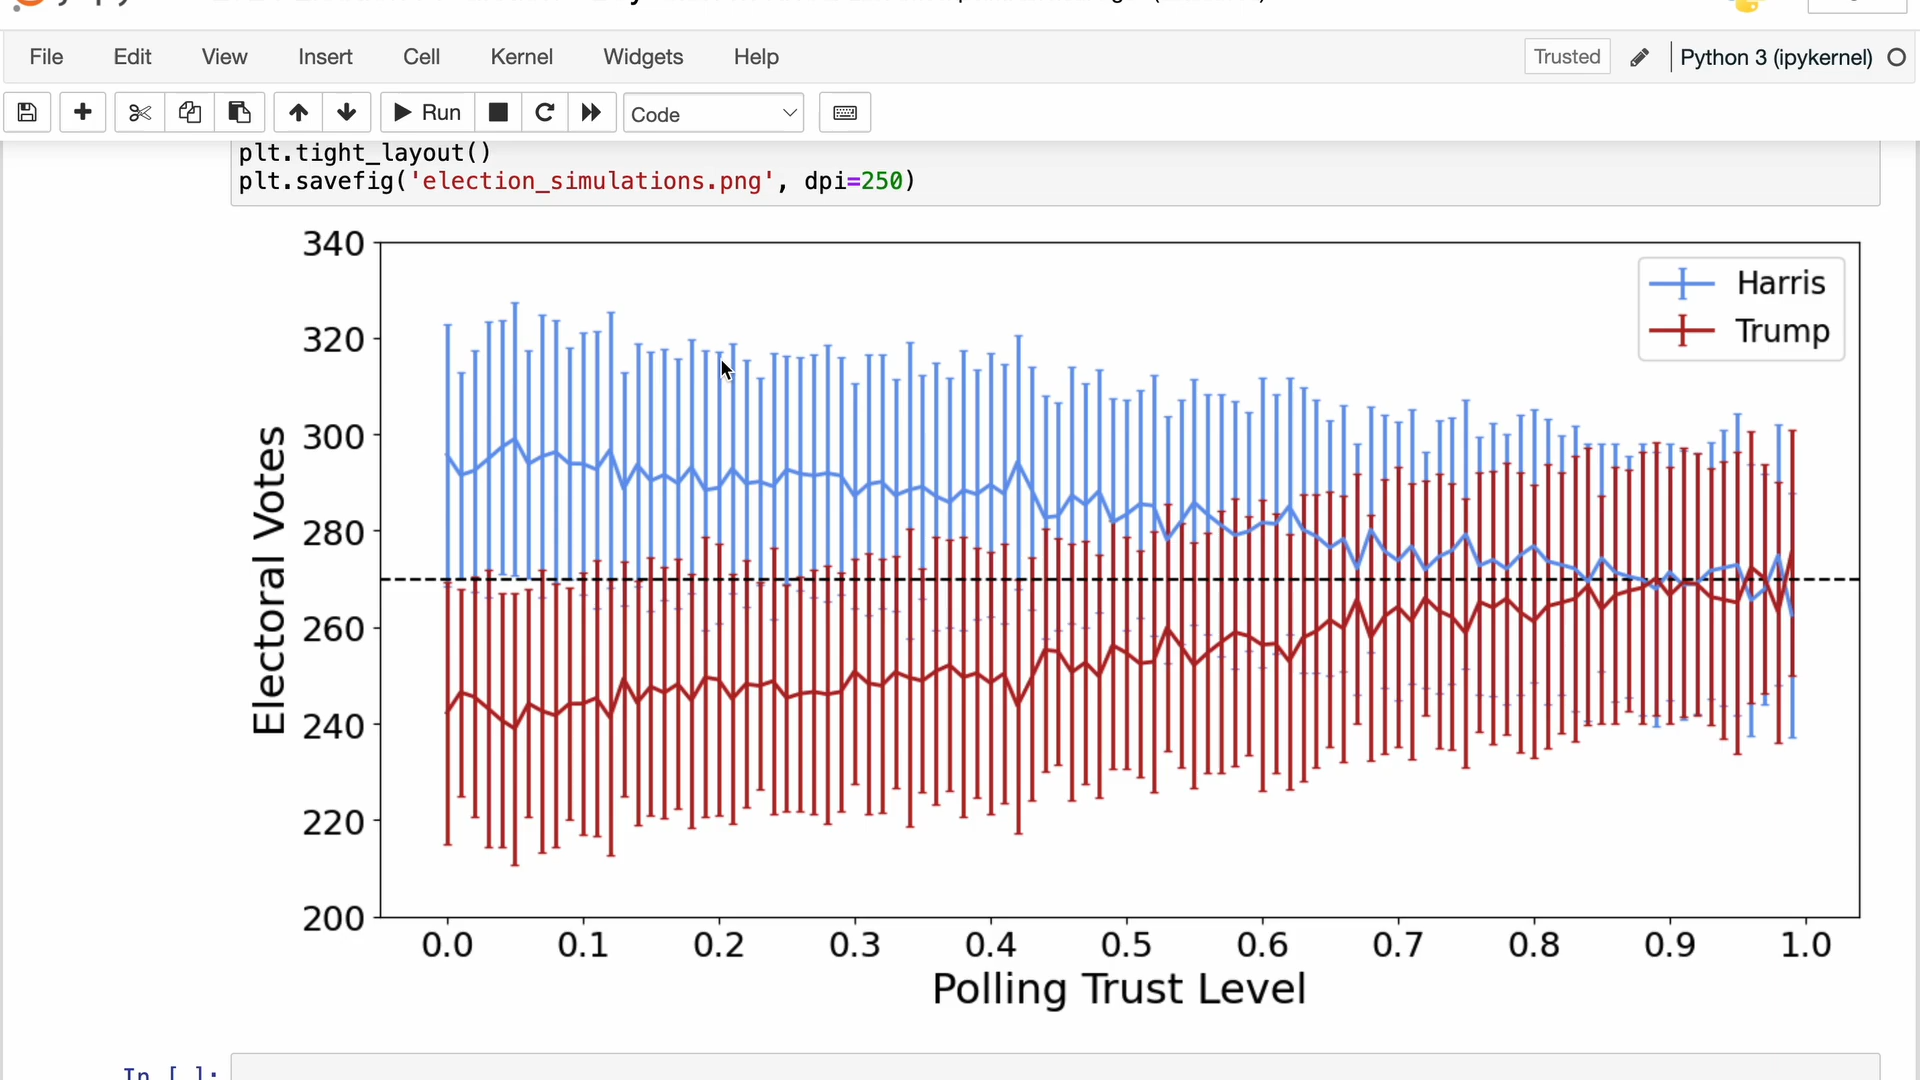 File Edit View Insert Cell Kernel Widgets Help Trusted Python 3 (ipykernel)
Run Code
plt.tight_layout()
plt.savefig('election_simulations.png', dpi=250)
340
320
300
280
260
240
220
200
Electoral Votes
Harris
Trump
0.0 0.1 0.2 0.3 0.4 0.5 0.6 0.7 0.8 0.9 1.0
Polling Trust Level
In [ ]: